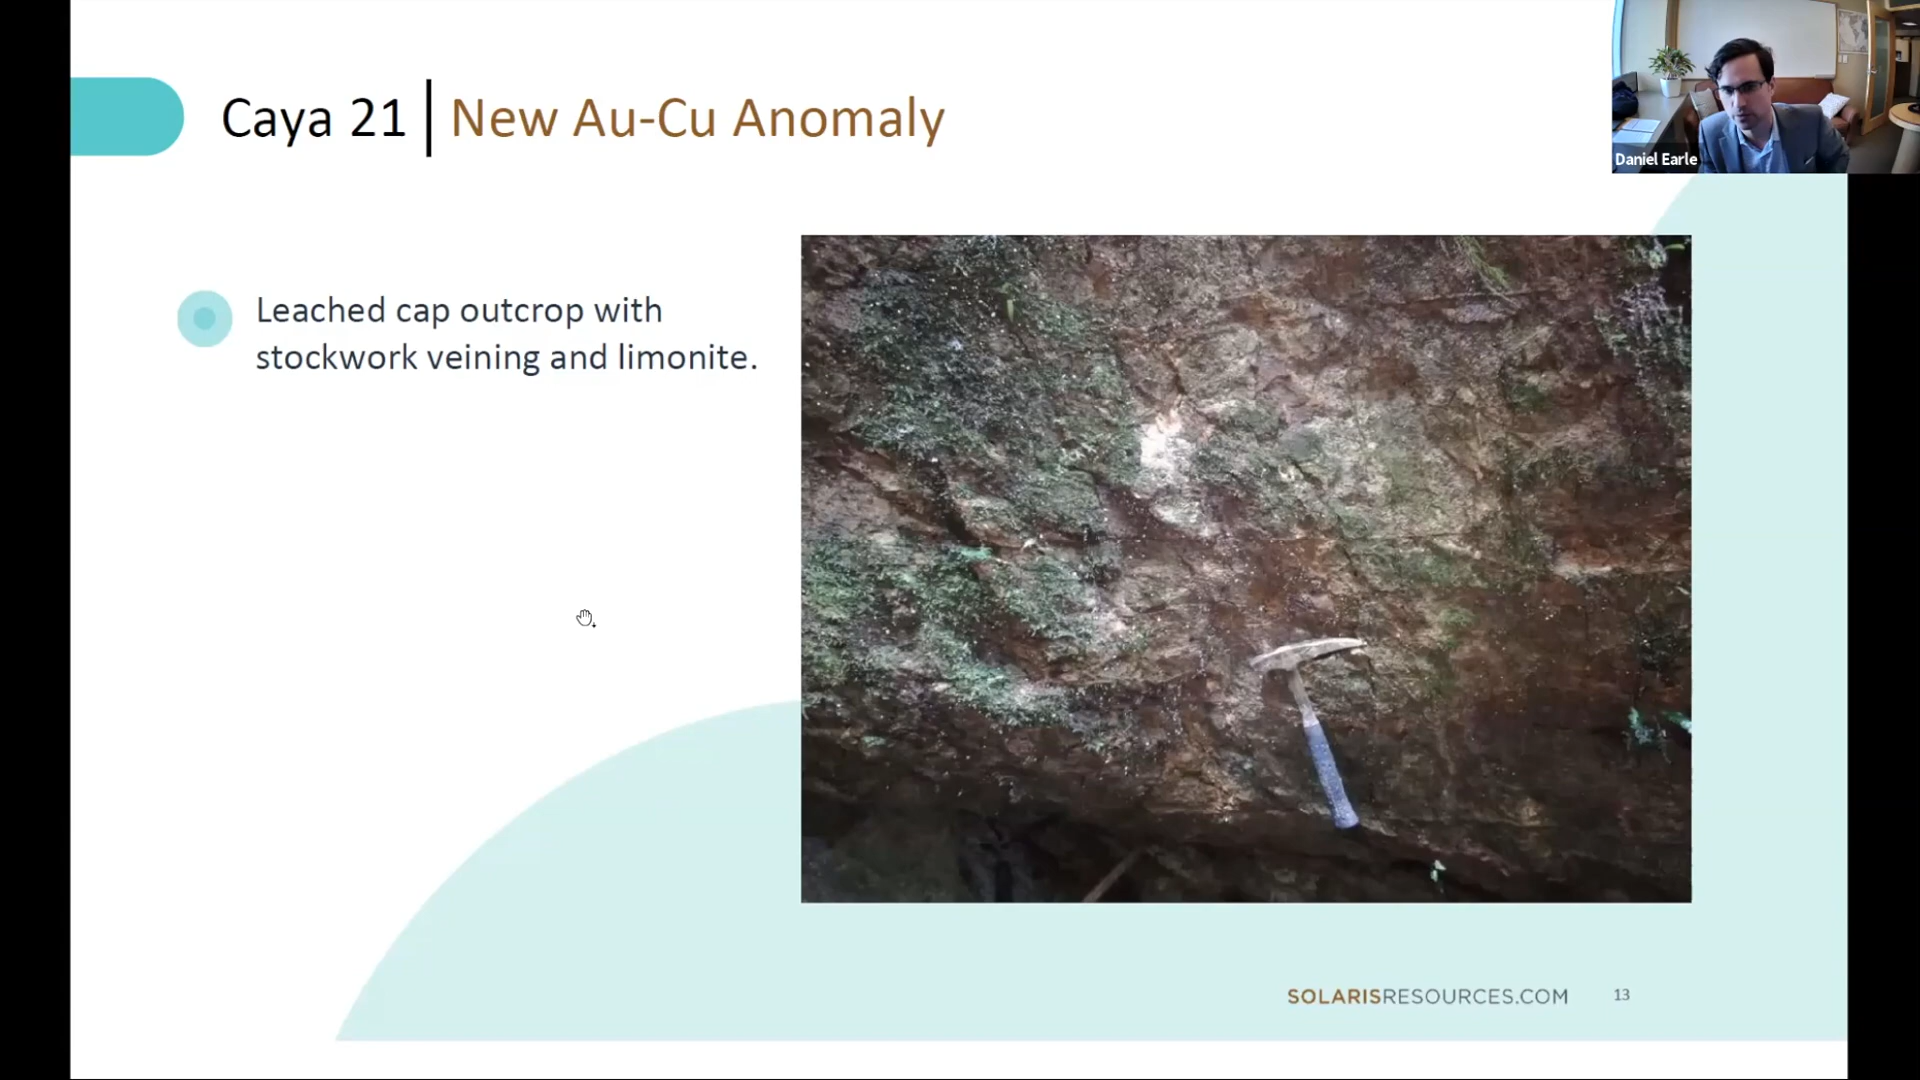 Caya 21 | New Au-Cu Anomaly
Daniel Earle
Leached cap outcrop with
stockwork veining and limonite.
SOLARISRESOURCES.COM 13